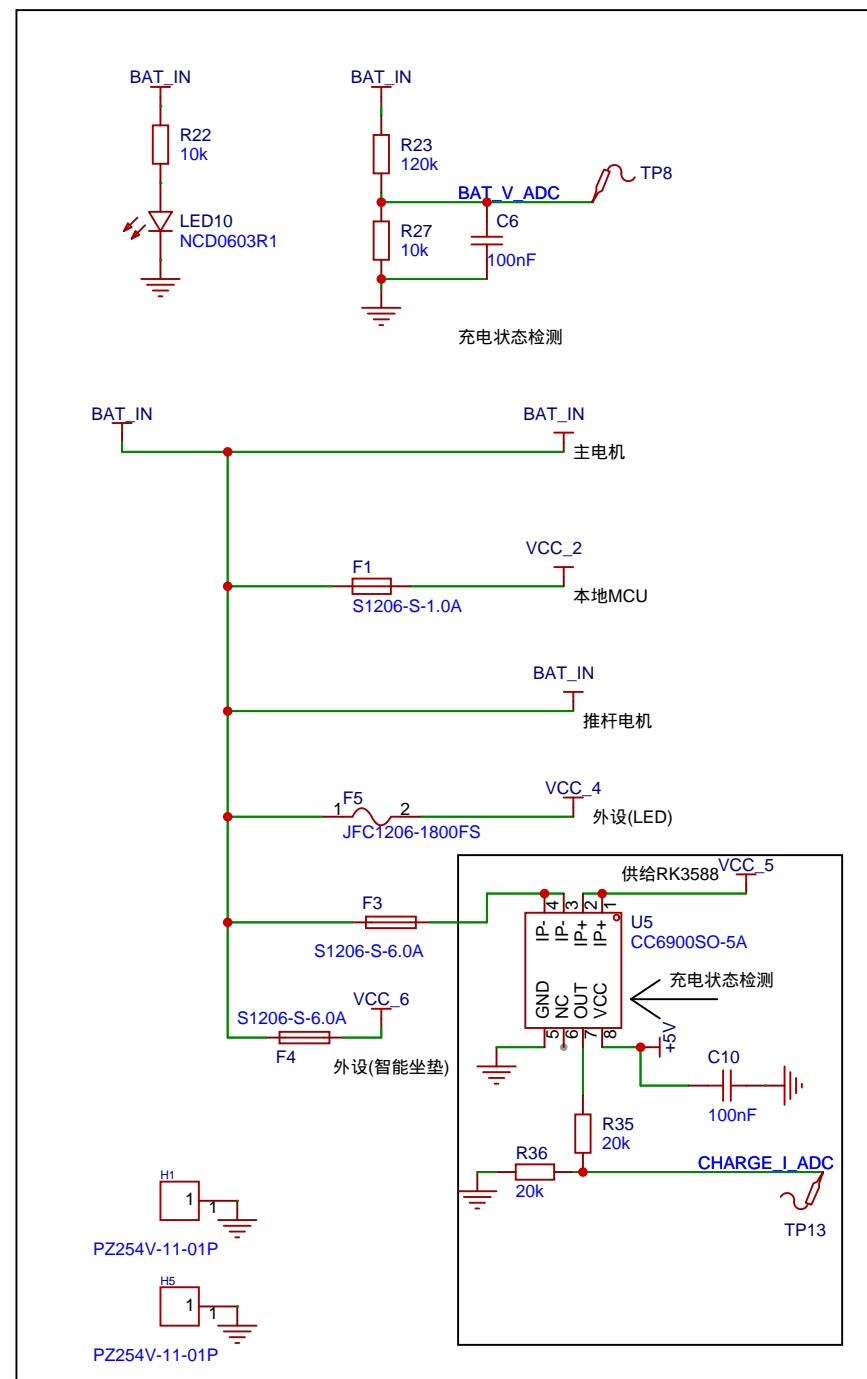 BAT_IN
R22
10k
LED10
NCD0603R1
BAT_IN
R23
120k
BAT_V_ADC
TP8
R27
10k
C6
100nF
充电状态检测
BAT_IN
BAT_IN
主电机
F1
S1206-S-1.0A
VCC_2
本地MCU
BAT_IN
推杆电机
F5
1
2
JFC1206-1800FS
VCC_4
外设(LED)
供给RK3588
VCC_5
F3
S1206-S-6.0A
4
3
2
1
IP-
IP-
IP+
IP+
U5
CC6900SO-5A
GND
NC
OUT
VCC
5
6
7
8
充电状态检测
+5V
C10
100nF
S1206-S-6.0A
F4
VCC_6
外设(智能坐垫)
R35
20k
R36
20k
CHARGE_I_ADC
TP13
H1
1
1
PZ254V-11-01P
H5
1
1
PZ254V-11-01P